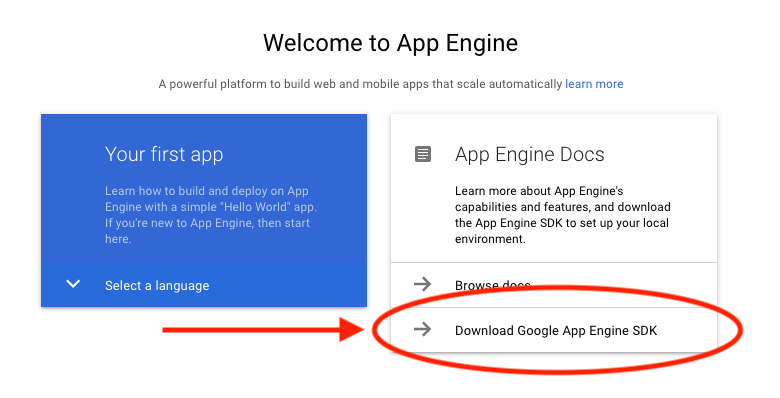 Welcome to App Engine
A powerful platform to build web and mobile apps that scale automatically learn more
Your first app
Learn how to build and deploy on App
Engine with a simple "Hello World" app.
If you're new to App Engine, then start
here.
Select a language
App Engine Docs
Learn more about App Engine's
capabilities and features, and download
the App Engine SDK to set up your local
environment.
Browse docs
Download Google App Engine SDK